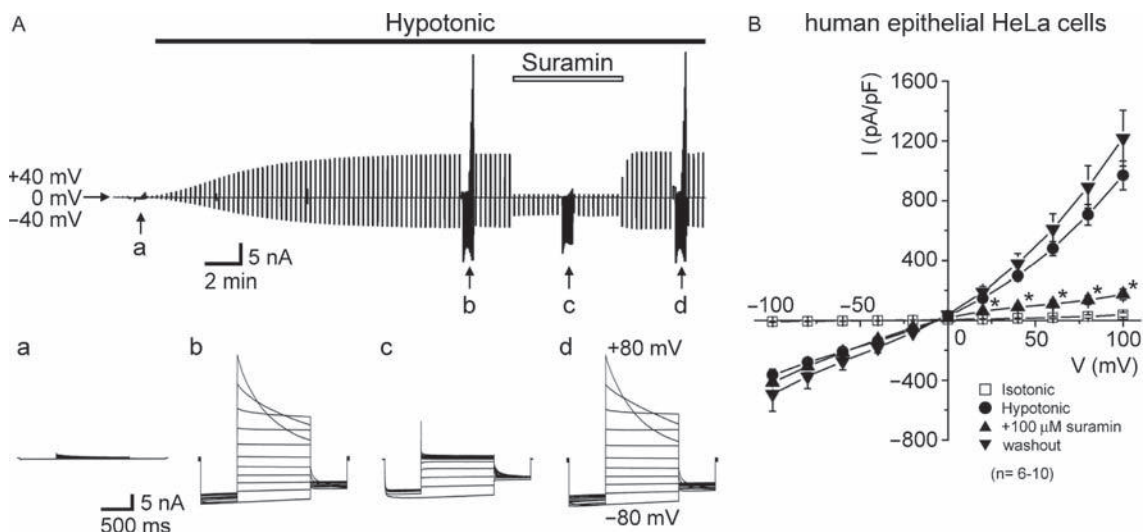 A
Hypotonic
Suramin
+40 mV
0 mV
−40 mV
a
5 nA
2 min
b
c
d
a
b
c
d
+80 mV
−80 mV
5 nA
500 ms
B
human epithelial HeLa cells
I (pA/pF)
1600
1200
800
400
−100
−50
0
50
100
V (mV)
−400
−800
Isotonic
Hypotonic
+100 μM suramin
washout
(n= 6-10)
* * * * *